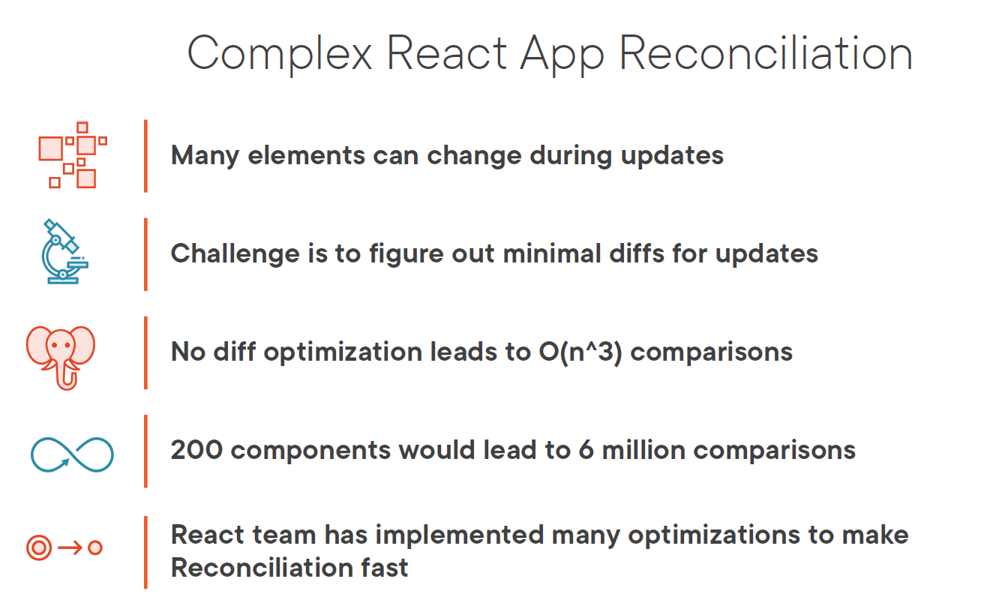 Complex React App Reconciliation
Many elements can change during updates
Challenge is to figure out minimal diffs for updates
No diff optimization leads to O(n^3) comparisons
200 components would lead to 6 million comparisons
React team has implemented many optimizations to make
Reconciliation fast